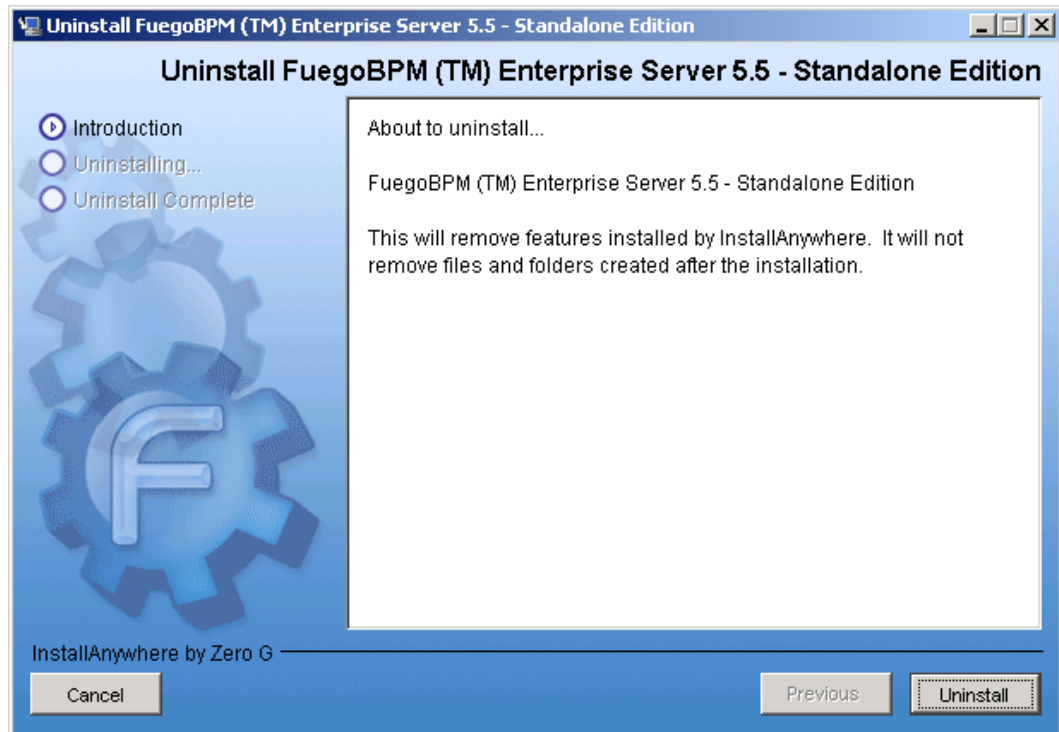 Uninstall FuegoBPM (TM) Enterprise Server 5.5 - Standalone Edition
Uninstall FuegoBPM (TM) Enterprise Server 5.5 - Standalone Edition
Introduction
Uninstalling...
Uninstall Complete
About to uninstall...
FuegoBPM (TM) Enterprise Server 5.5 - Standalone Edition
This will remove features installed by InstallAnywhere.  It will not
remove files and folders created after the installation.
F
InstallAnywhere by Zero G
Cancel
Previous
Uninstall